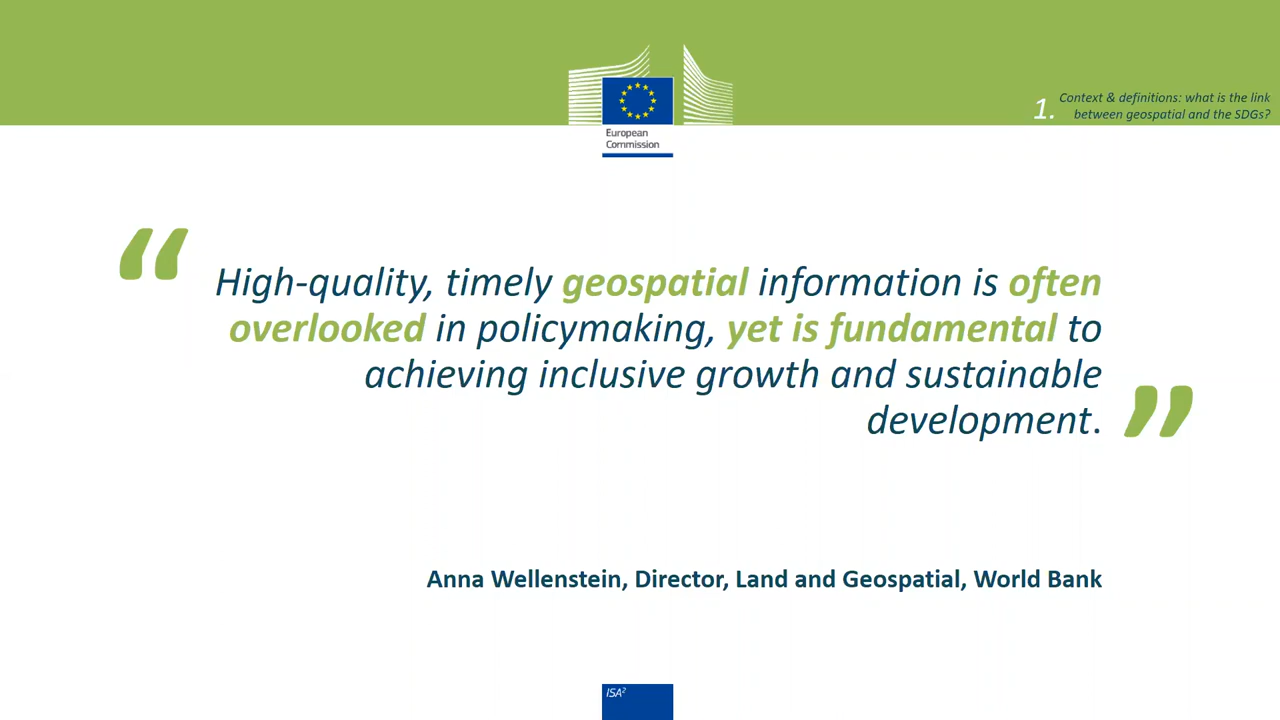 European
Commission
1.
Context & definitions: what is the link
between geospatial and the SDGs?
“
High-quality, timely geospatial information is often
overlooked in policymaking, yet is fundamental to
achieving inclusive growth and sustainable
development.
”
Anna Wellenstein, Director, Land and Geospatial, World Bank
ISA²